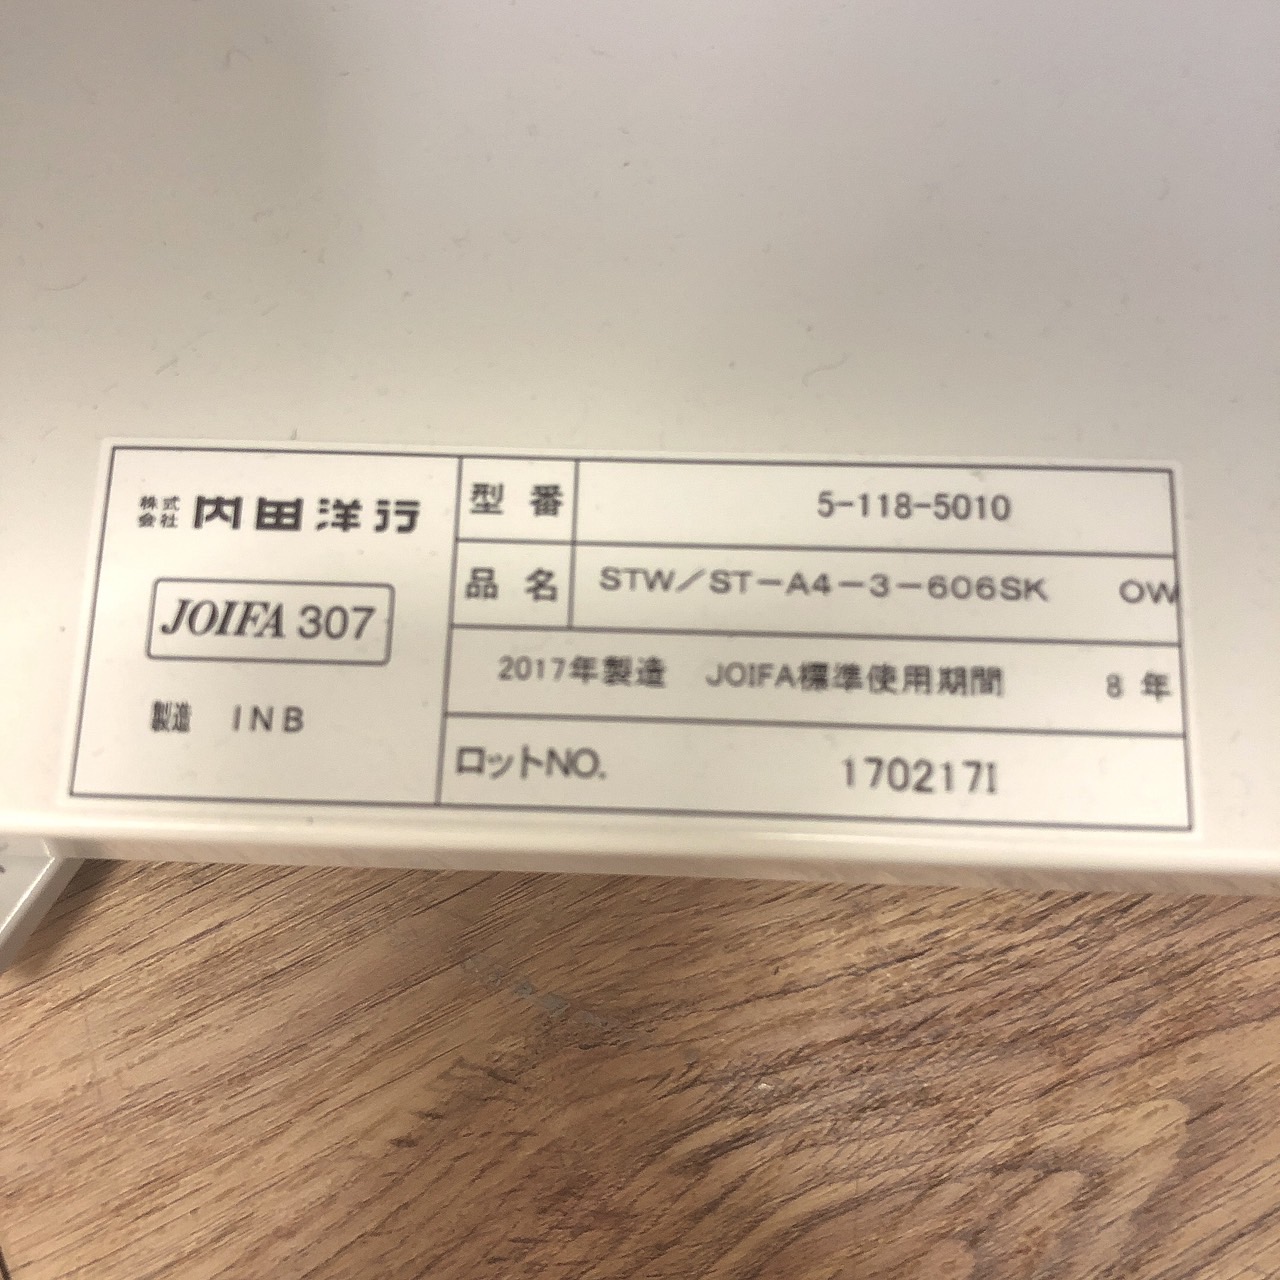 株式会社 内田洋行
JOIFA 307
製造 INB
型番 5-118-5010
品名 STW/ST-A4-3-606SK OW
2017年製造 JOIFA標準使用期間 8年
ロットNO. 170217I